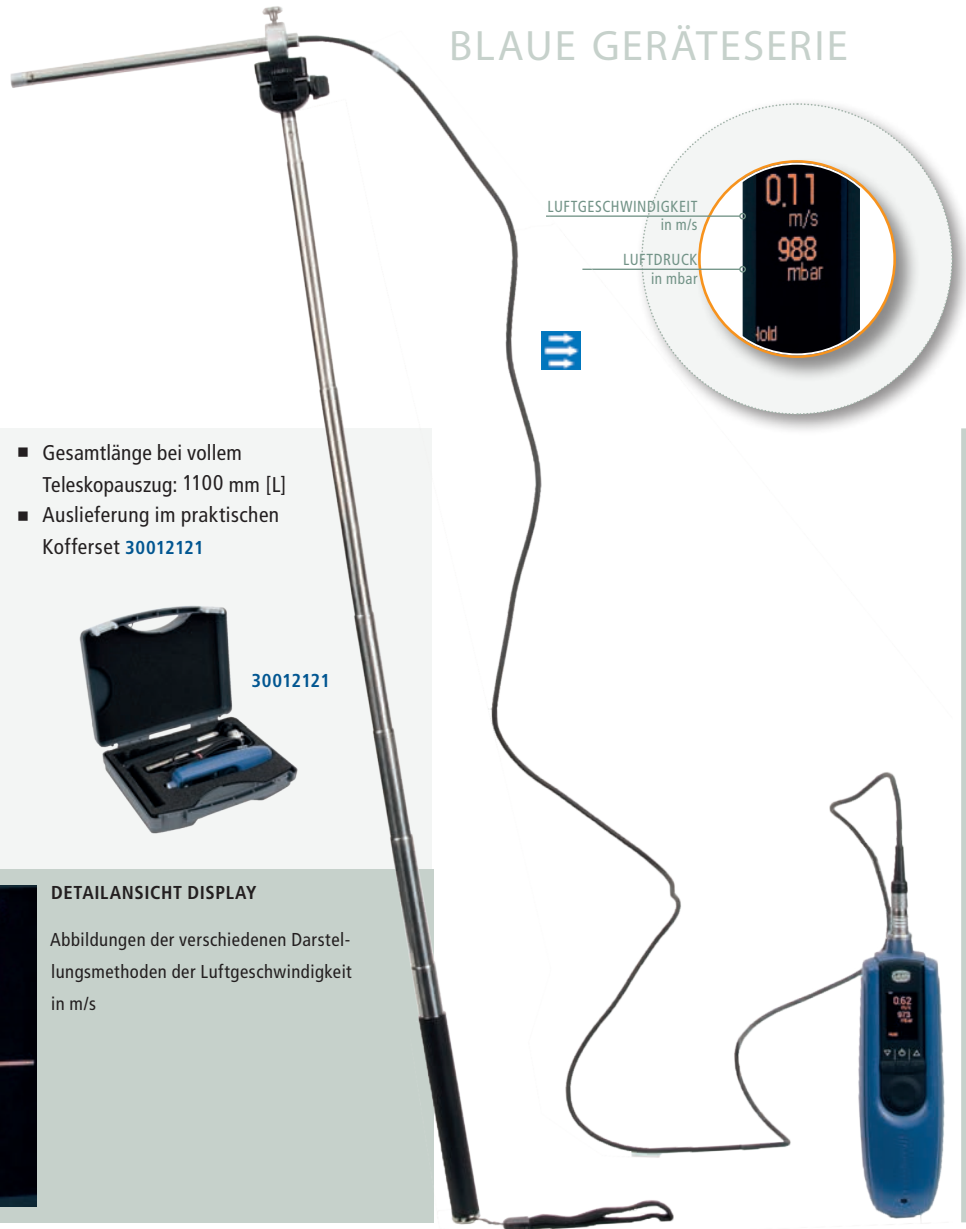 BLAUE GERÄTESERIE
LUFTGESCHWINDIGKEIT
in m/s
LUFTDRUCK
in mbar
0.11
m/s
988
mbar
Hold
■ Gesamtlänge bei vollem
Teleskopauszug: 1100 mm [L]
■ Auslieferung im praktischen
Kofferset 30012121
30012121
DETAILANSICHT DISPLAY
Abbildungen der verschiedenen Darstel-
lungsmethoden der Luftgeschwindigkeit
in m/s
0.62
m/s
973
mbar